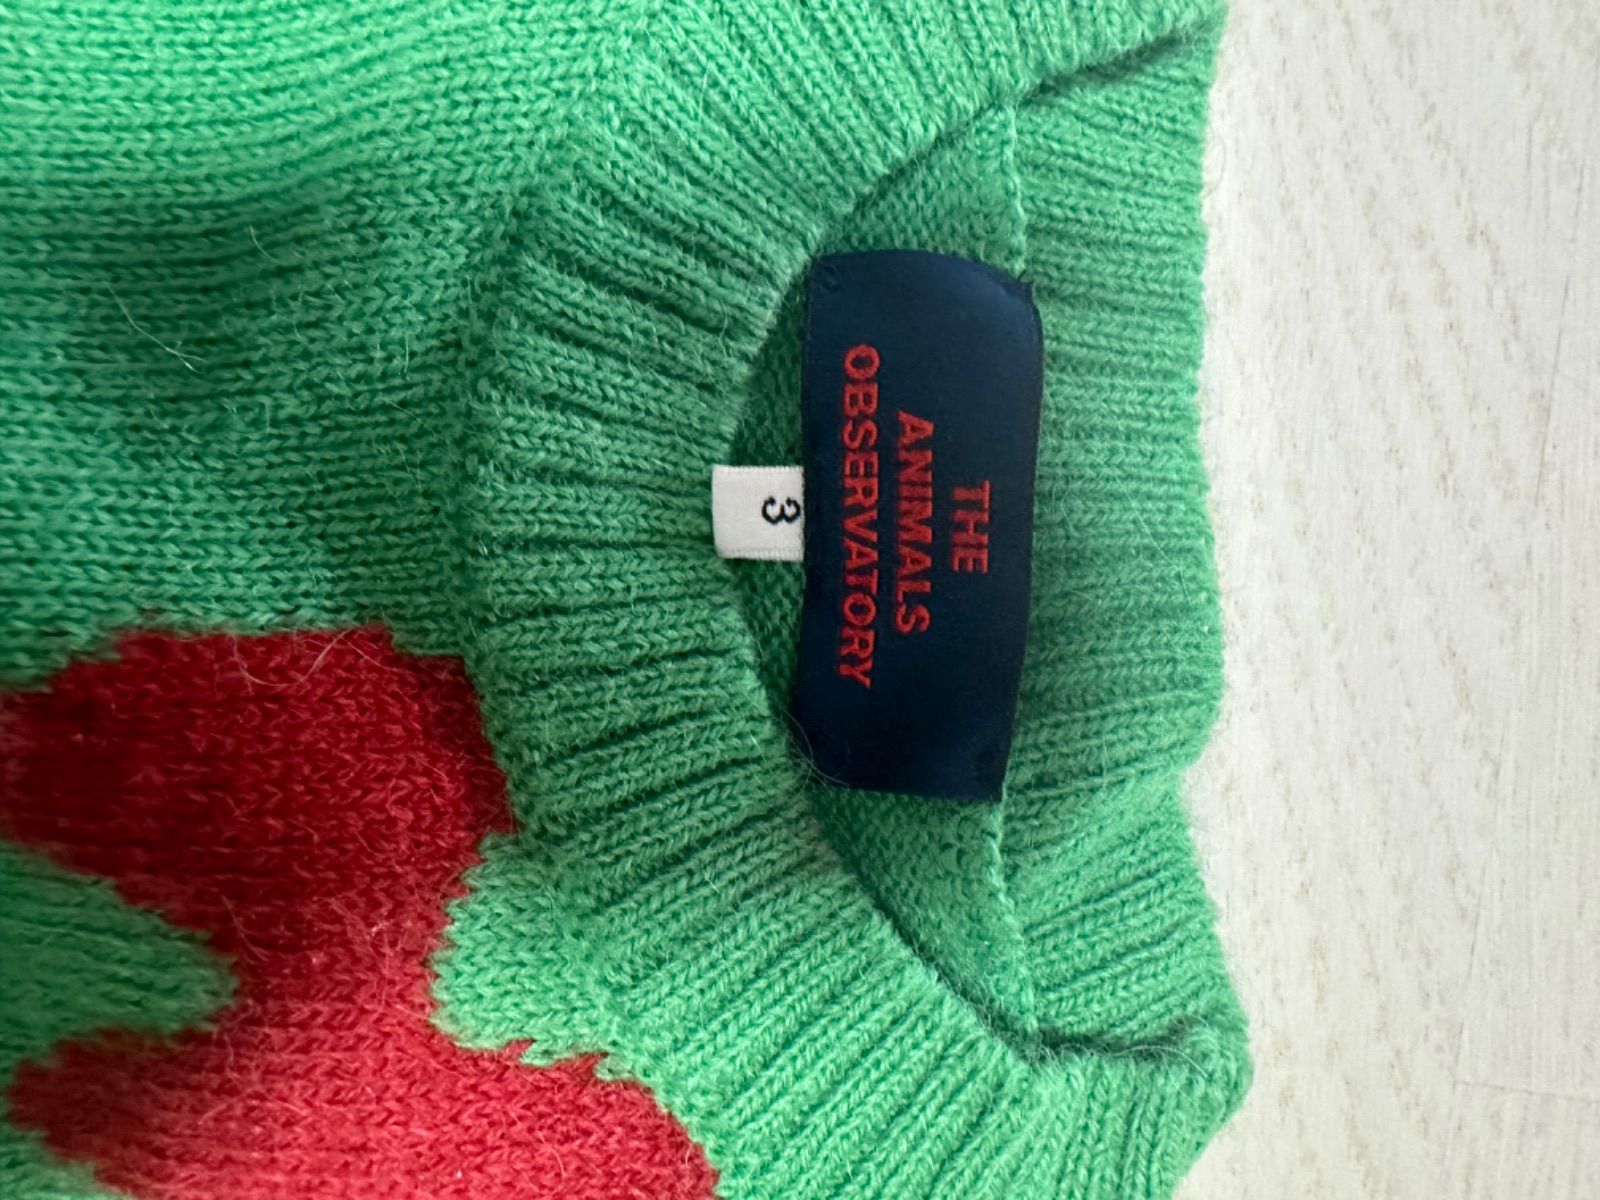 THE
ANIMALS
OBSERVATORY
3